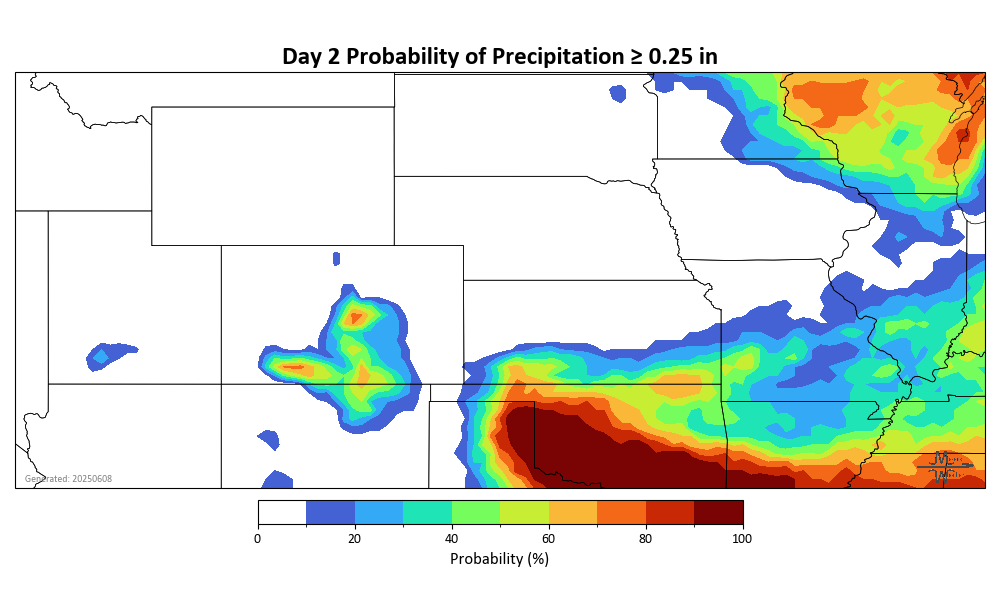 Day 2 Probability of Precipitation ≥ 0.25 in
Generated: 20250608
0 20 40 60 80 100
Probability (%)